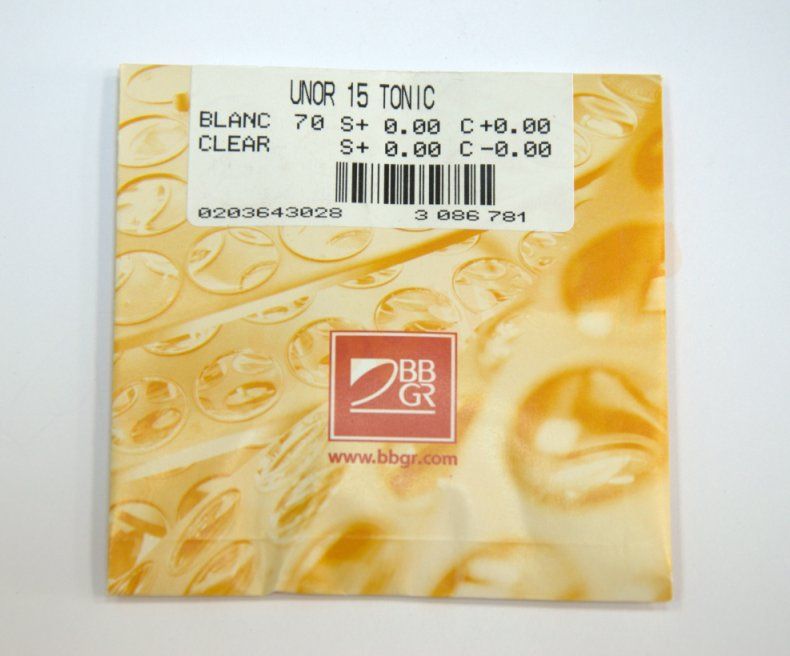 UNOR 15 TONIC
BLANC 70 S+ 0.00 C+0.00
CLEAR S+ 0.00 C-0.00
0203643028 3 086 781
BB
GR
www.bbgr.com